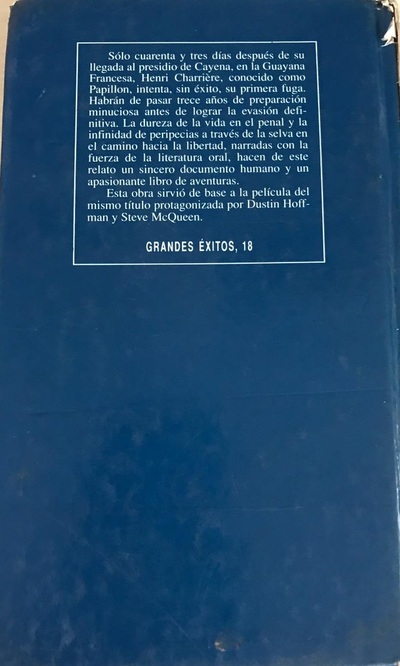 Sólo cuarenta y tres días después de su
llegada al presidio de Cayena, en la Guayana
Francesa, Henri Charrière, conocido como
Papillon, intenta, sin éxito, su primera fuga.
Habrán de pasar trece años de preparación
minuciosa antes de lograr la evasión defi-
nitiva. La dureza de la vida en el penal y la
infinidad de peripecias a través de la selva en
el camino hacia la libertad, narradas con la
fuerza de la literatura oral, hacen de este
relato un sincero documento humano y un
apasionante libro de aventuras.
Esta obra sirvió de base a la película del
mismo título protagonizada por Dustin Hoff-
man y Steve McQueen.
GRANDES ÉXITOS, 18